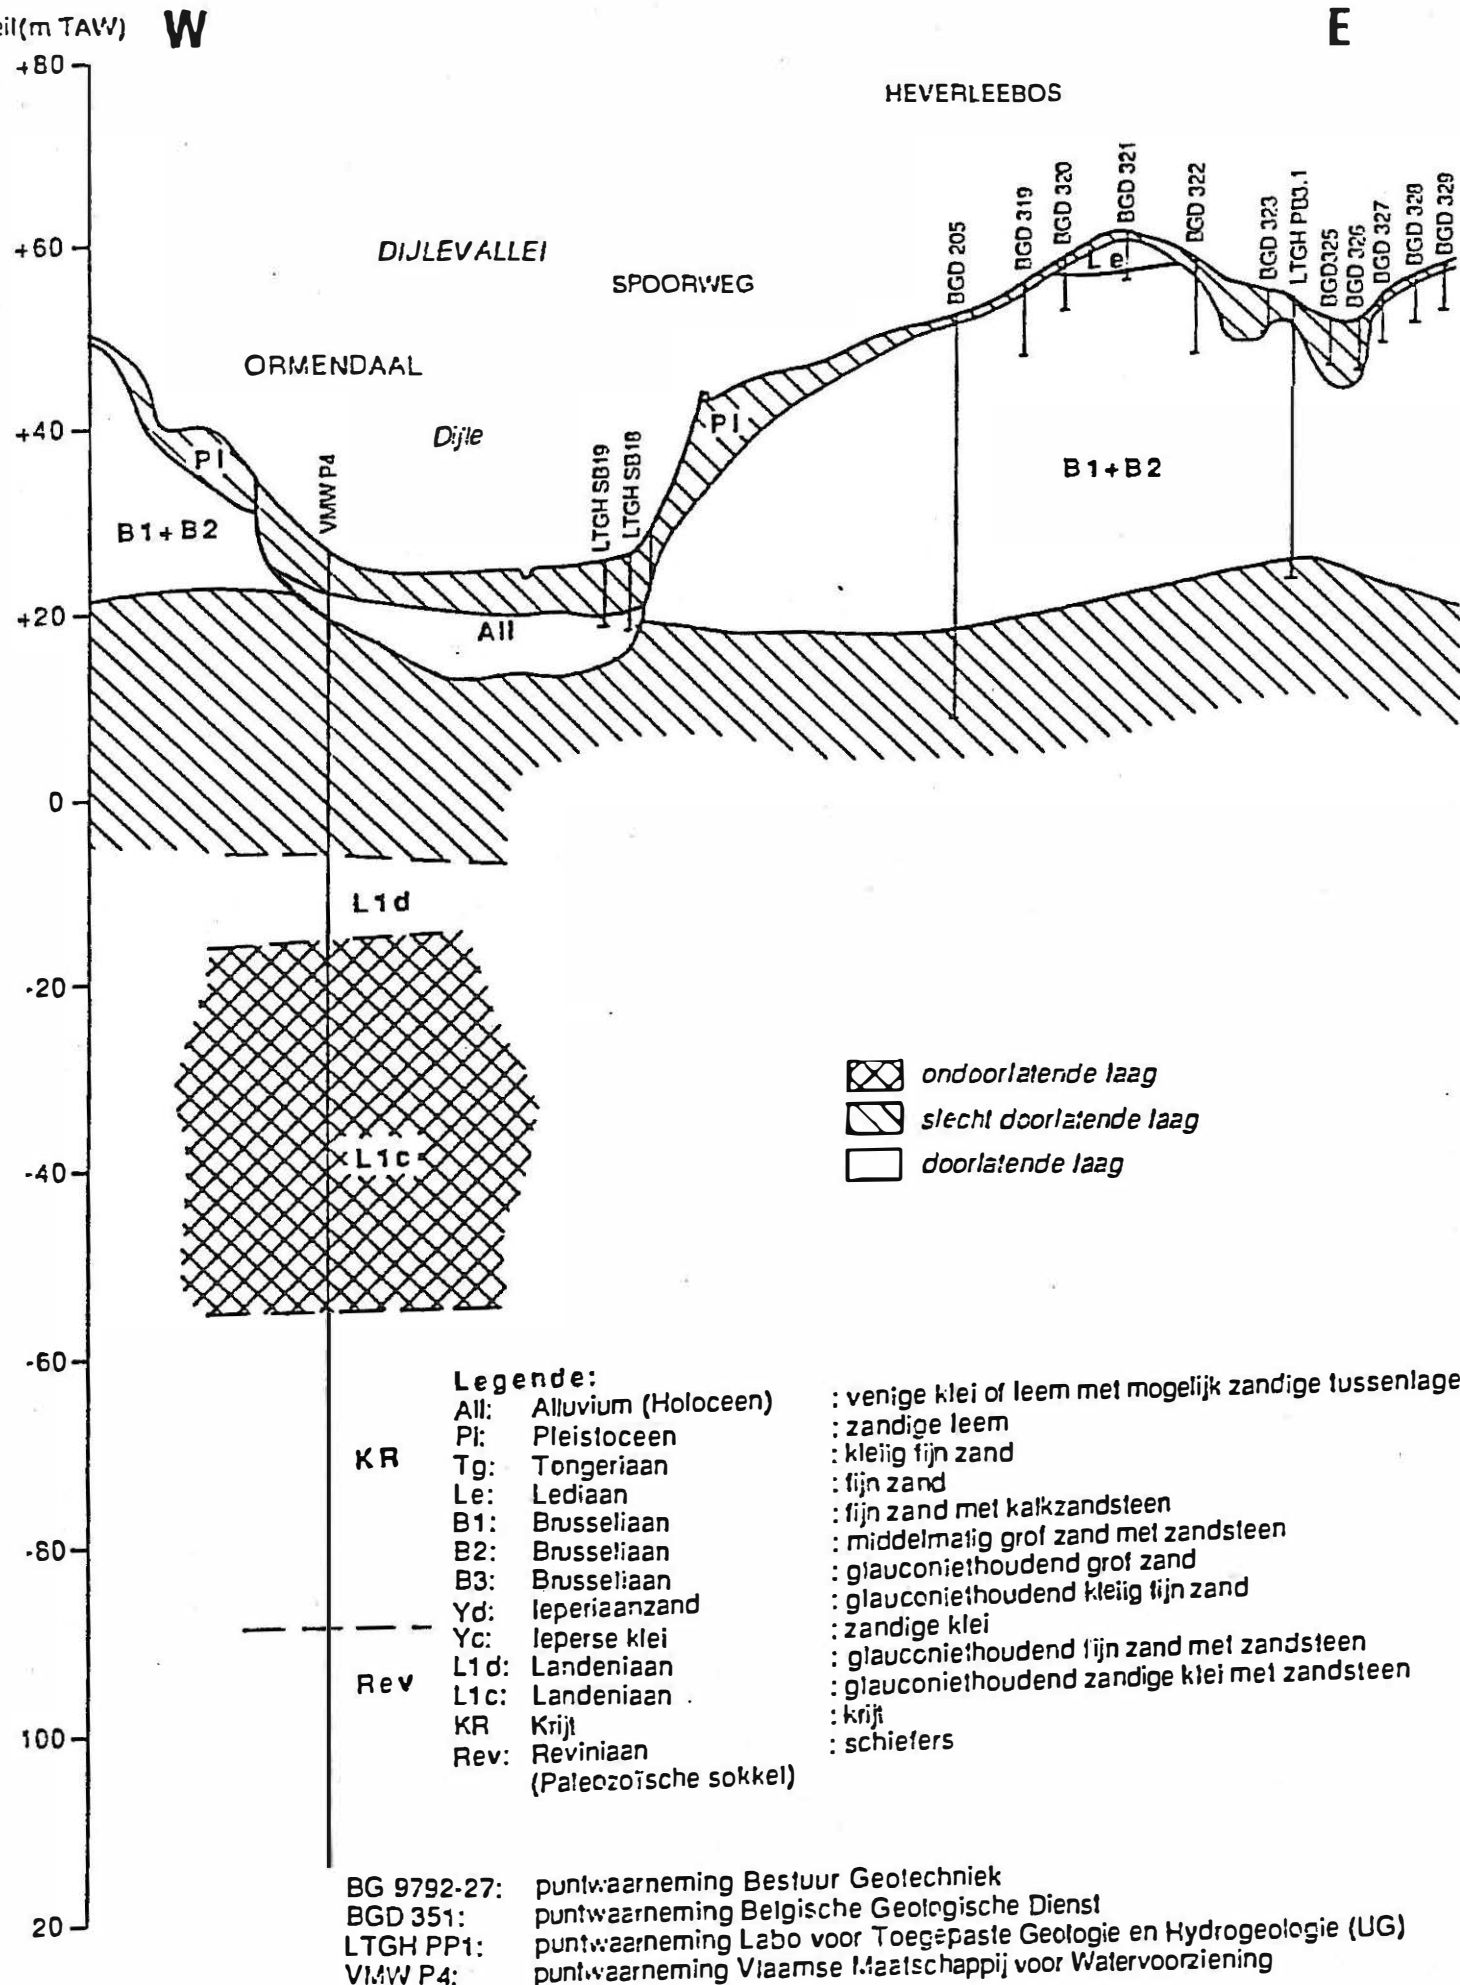 eil(m TAW) W E
+80
HEVERLEEBOS
+60
DIJLEVALLEI
SPOORWEG
BGD 205
BGD 319
BGD 320
BGD 321
BGD 322
BGD 323
LTGH PB3.1
BGD325
BGD 326
BGD 327
BGD 328
BGD 329
Le
ORMENDAAL
+40
Dijle
Pl
Pl
VMW P4
LTGH SB19
LTGH SB18
B1+B2
B1+B2
+20
All
0
L1d
-20
ondoorlatende laag
slecht doorlatende laag
doorlatende laag
-40
L1c
-60
Legende:
All: Alluvium (Holoceen) : venige klei of leem met mogelijk zandige tussenlage
Pl: Pleistoceen : zandige leem
KR
Tg: Tongeriaan : kleiig fijn zand
Le: Lediaan : fijn zand
B1: Brusseliaan : fijn zand met kalkzandsteen
-80
B2: Brusseliaan : middelmatig grof zand met zandsteen
B3: Brusseliaan : glauconiethoudend grof zand
Yd: Ieperiaanzand : glauconiethoudend kleiig fijn zand
Yc: Ieperse klei : zandige klei
L1d: Landeniaan : glauconiethoudend fijn zand met zandsteen
Rev
L1c: Landeniaan : glauconiethoudend zandige klei met zandsteen
KR Krijt : krijt
100
Rev: Reviniaan : schiefers
(Paleozoïsche sokkel)
BG 9792-27: puntwaarneming Bestuur Geotechniek
BGD 351: puntwaarneming Belgische Geologische Dienst
20
LTGH PP1: puntwaarneming Labo voor Toegepaste Geologie en Hydrogeologie (UG)
VMW P4: puntwaarneming Vlaamse Maatschappij voor Watervoorziening